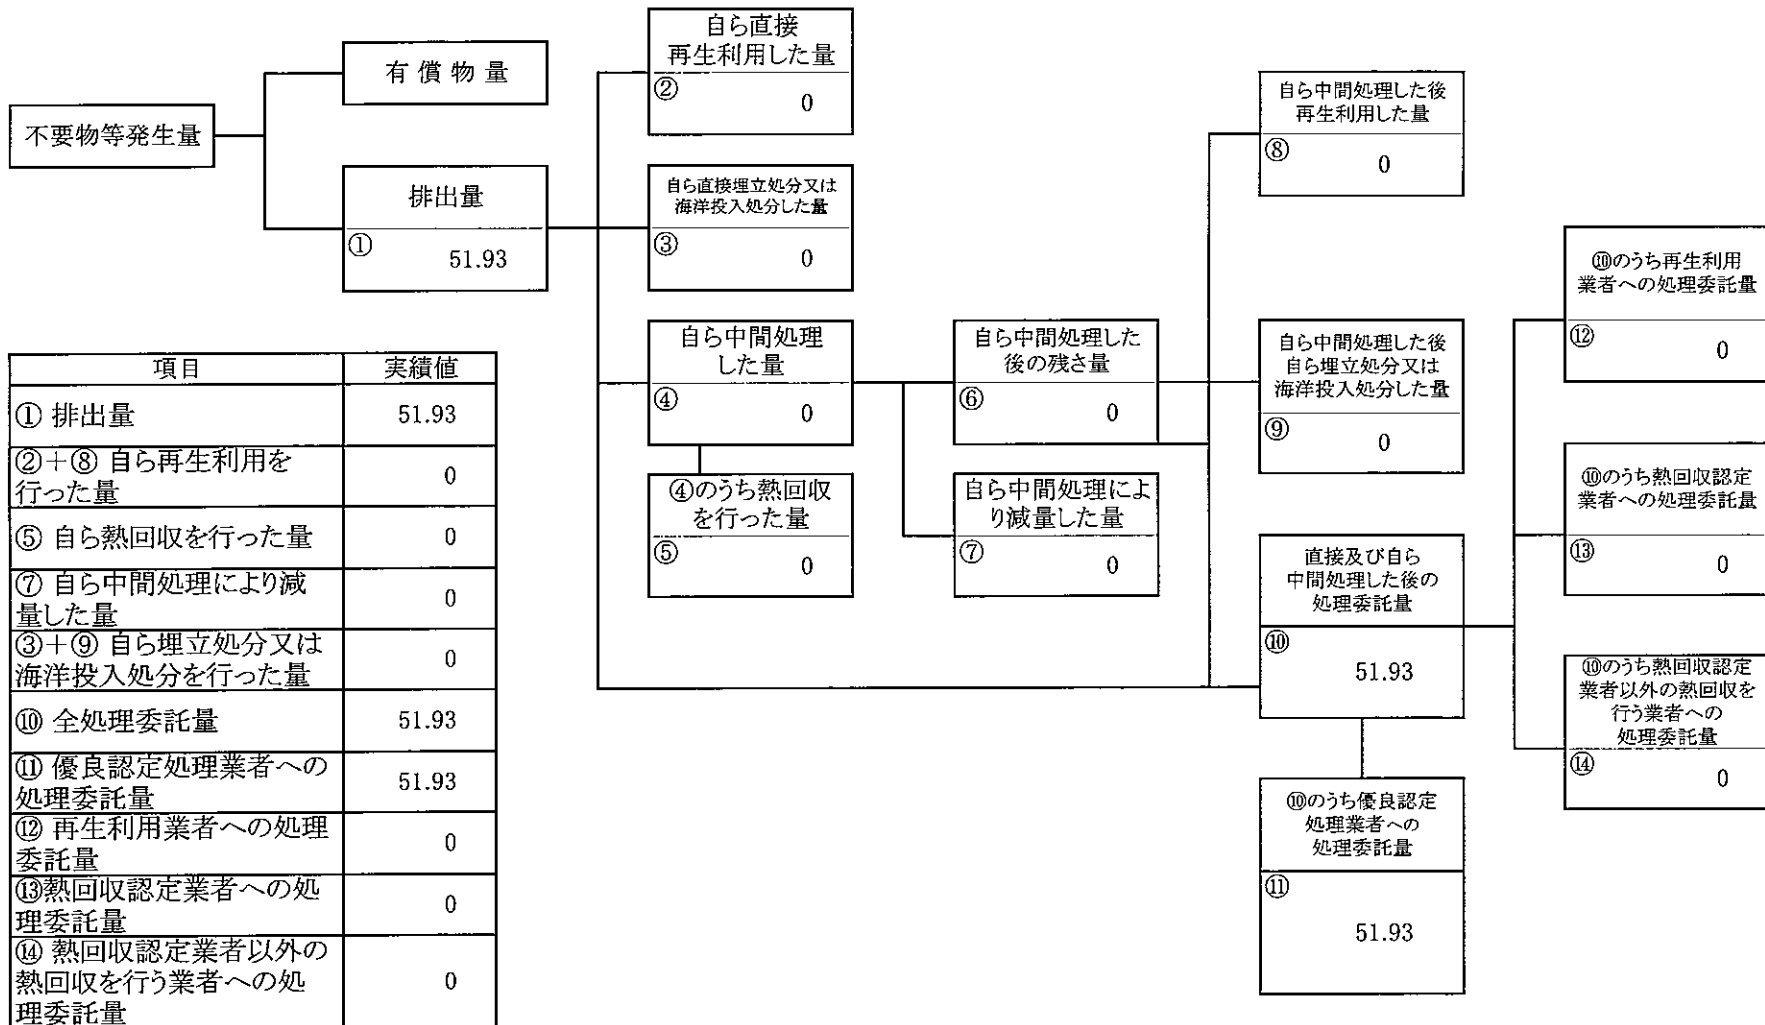 不要物等発生量
有償物量
排出量
①
51.93
自ら直接
再生利用した量
②
0
自ら直接埋立処分又は
海洋投入処分した量
③
0
自ら中間処理
した量
④
0
④のうち熱回収
を行った量
⑤
0
自ら中間処理した
後の残さ量
⑥
0
自ら中間処理によ
り減量した量
⑦
0
自ら中間処理した後
再生利用した量
⑧
0
自ら中間処理した後
自ら埋立処分又は
海洋投入処分した量
⑨
0
直接及び自ら
中間処理した後の
処理委託量
⑩
51.93
⑩のうち優良認定
処理業者への
処理委託量
⑪
51.93
⑩のうち再生利用
業者への処理委託量
⑫
0
⑩のうち熱回収認定
業者への処理委託量
⑬
0
⑩のうち熱回収認定
業者以外の熱回収を
行う業者への
処理委託量
⑭
0
項目 実績値
① 排出量 51.93
②＋⑧ 自ら再生利用を
行った量 0
⑤ 自ら熱回収を行った量 0
⑦ 自ら中間処理により減
量した量 0
③＋⑨ 自ら埋立処分又は
海洋投入処分を行った量 0
⑩ 全処理委託量 51.93
⑪ 優良認定処理業者への
処理委託量 51.93
⑫ 再生利用業者への処理
委託量 0
⑬熱回収認定業者への処
理委託量 0
⑭ 熱回収認定業者以外の
熱回収を行う業者への処
理委託量 0